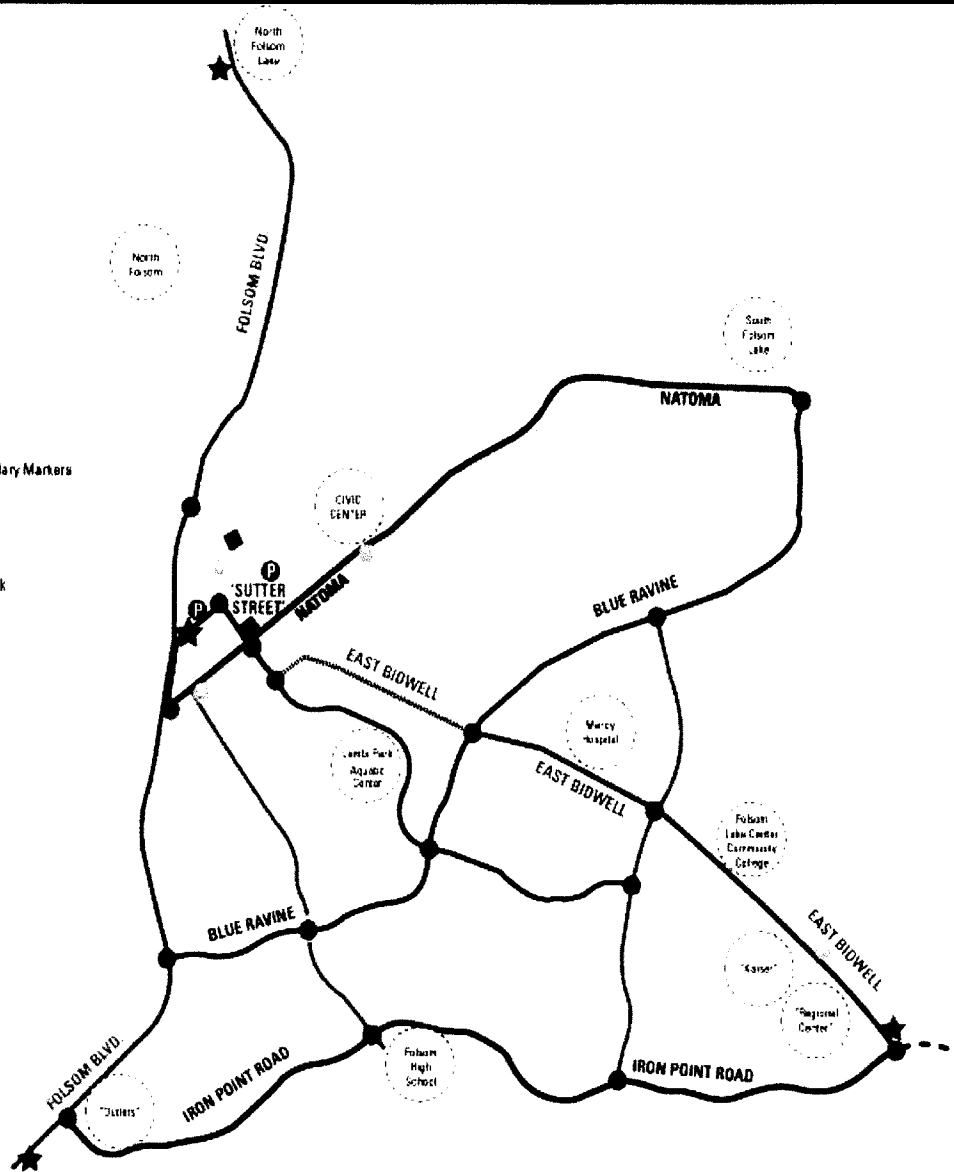 North
Folsom
Lake
FOLSOM BLVD.
North
Folsom
South
Folsom
Lake
NATOMA
ary Markers
CIVIC
CENTER
P
k
P
'SUTTER
STREET'
NATOMA
BLUE RAVINE
EAST BIDWELL
Mercy
Hospital
Park
Aquatic
Center
EAST BIDWELL
Folsom
Lake Center
Community
College
BLUE RAVINE
EAST BIDWELL
"Kaiser"
"Regional
Center"
FOLSOM BLVD.
IRON POINT ROAD
Folsom
High
School
IRON POINT ROAD
"Outlets"